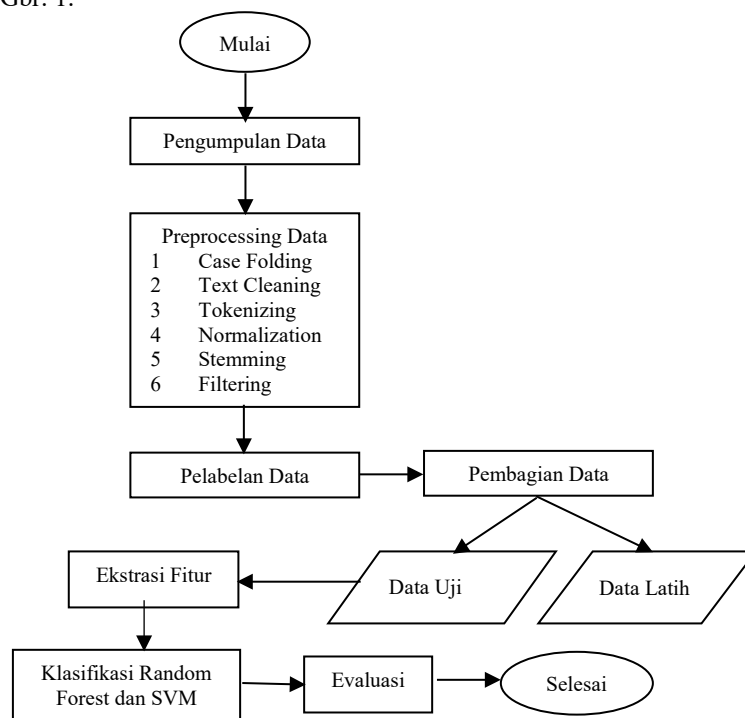 Gbr. 1.
Mulai
Pengumpulan Data
Preprocessing Data
1 Case Folding
2 Text Cleaning
3 Tokenizing
4 Normalization
5 Stemming
6 Filtering
Pelabelan Data
Pembagian Data
Ekstrasi Fitur
Data Uji
Data Latih
Klasifikasi Random
Forest dan SVM
Evaluasi
Selesai